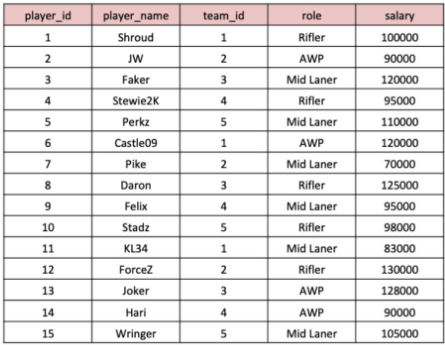 player_id player_name team_id role salary
1 Shroud 1 Rifler 100000
2 JW 2 AWP 90000
3 Faker 3 Mid Laner 120000
4 Stewie2K 4 Rifler 95000
5 Perkz 5 Mid Laner 110000
6 Castle09 1 AWP 120000
7 Pike 2 Mid Laner 70000
8 Daron 3 Rifler 125000
9 Felix 4 Mid Laner 95000
10 Stadz 5 Rifler 98000
11 KL34 1 Mid Laner 83000
12 ForceZ 2 Rifler 130000
13 Joker 3 AWP 128000
14 Hari 4 AWP 90000
15 Wringer 5 Mid Laner 105000